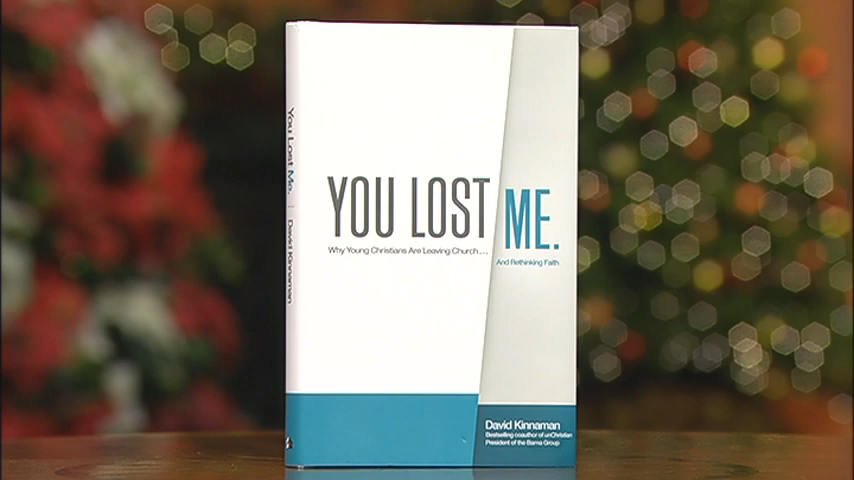 You Lost Me. | David Kinnaman
YOU LOST ME.
Why Young Christians Are Leaving Church...
And Rethinking Faith
David Kinnaman
Bestselling coauthor of unChristian
President of the Barna Group